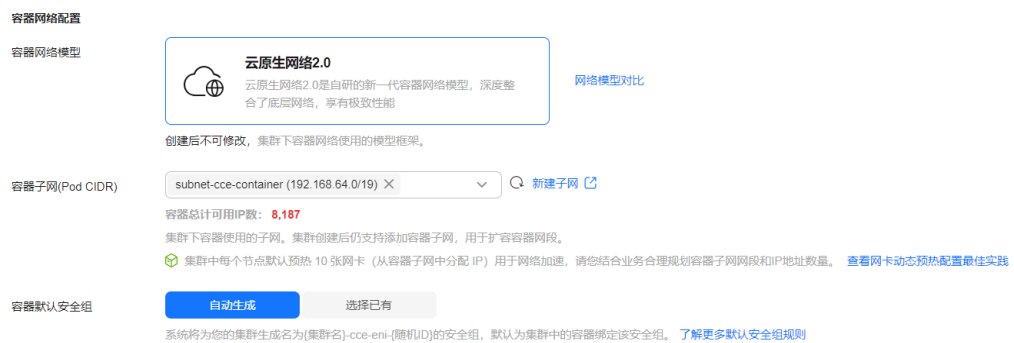 容器网络配置
容器网络模型
云原生网络2.0
云原生网络2.0是自研的新一代容器网络模型，深度整
合了底层网络，享有极致性能
网络模型对比
创建后不可修改，集群下容器网络使用的模型框架。
容器子网(Pod CIDR)
subnet-cce-container (192.168.64.0/19)
新建子网
容器总计可用IP数： 8,187
集群下容器使用的子网。集群创建后仍支持添加容器子网，用于扩容容器网段。
集群中每个节点默认预热 10 张网卡（从容器子网中分配 IP）用于网络加速，请您结合业务合理规划容器子网网段和IP地址数量。 查看网卡动态预热配置最佳实践
容器默认安全组
自动生成 选择已有
系统将为您的集群生成名为{集群名}-cce-eni-{随机ID}的安全组，默认为集群中的容器绑定该安全组。 了解更多默认安全组规则